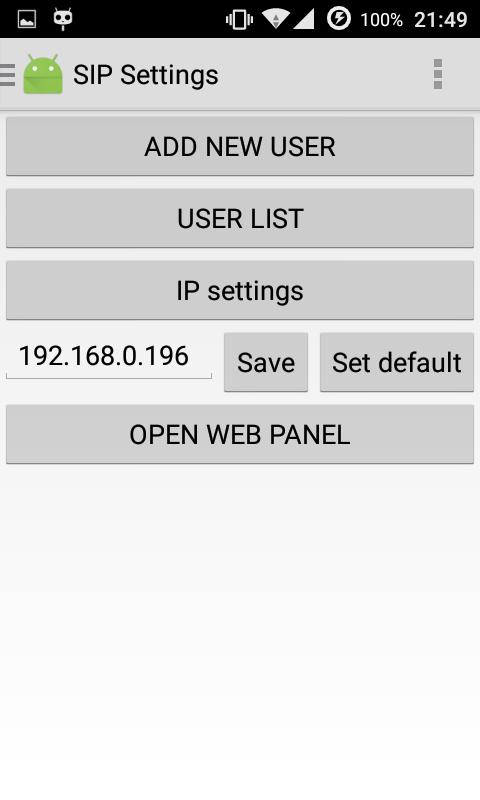 100% 21:49
SIP Settings
ADD NEW USER
USER LIST
IP settings
192.168.0.196 Save Set default
OPEN WEB PANEL